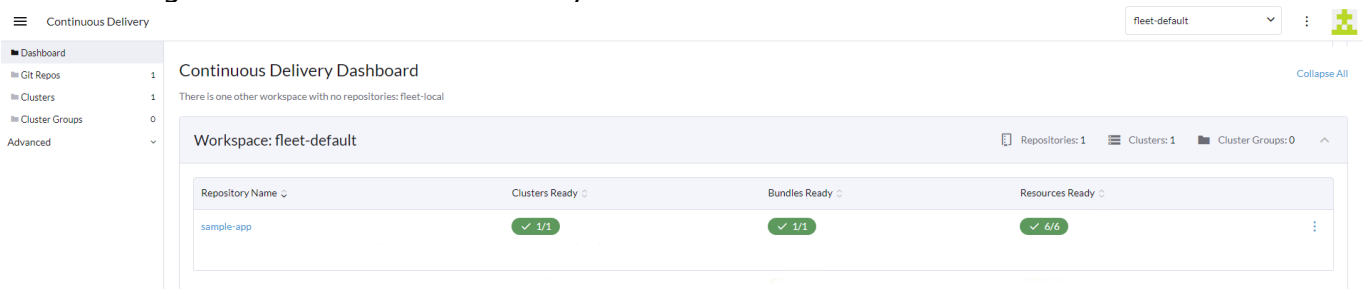 Continuous Delivery
fleet-default
Dashboard
Git Repos 1
Clusters 1
Cluster Groups 0
Advanced
Continuous Delivery Dashboard
Collapse All
There is one other workspace with no repositories: fleet-local
Workspace: fleet-default
Repositories: 1 Clusters: 1 Cluster Groups: 0
Repository Name Clusters Ready Bundles Ready Resources Ready
sample-app 1/1 1/1 6/6